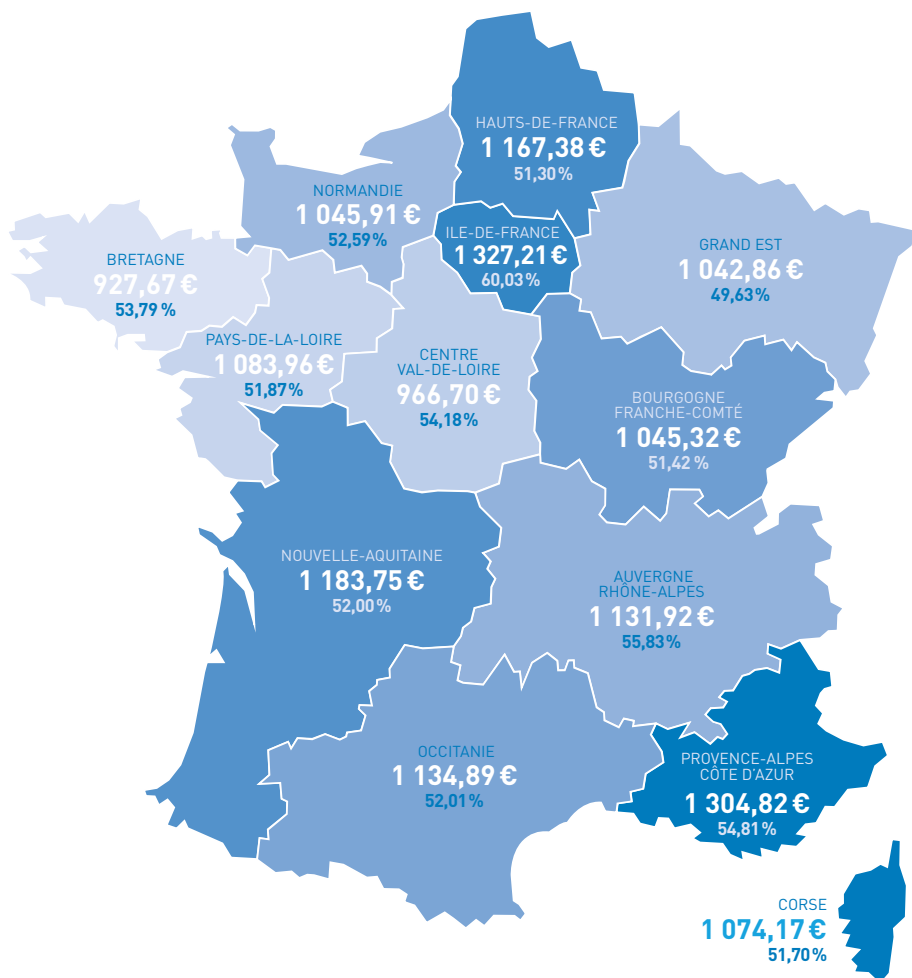 HAUTS-DE-FRANCE
1 167,38 €
51,30 %
NORMANDIE
1 045,91 €
52,59 %
ILE-DE-FRANCE
1 327,21 €
60,03 %
GRAND EST
1 042,86 €
49,63 %
BRETAGNE
927,67 €
53,79 %
PAYS-DE-LA-LOIRE
1 083,96 €
51,87 %
CENTRE
VAL-DE-LOIRE
966,70 €
54,18 %
BOURGOGNE
FRANCHE-COMTÉ
1 045,32 €
51,42 %
NOUVELLE-AQUITAINE
1 183,75 €
52,00 %
AUVERGNE
RHÔNE-ALPES
1 131,92 €
55,83 %
OCCITANIE
1 134,89 €
52,01 %
PROVENCE-ALPES
CÔTE D'AZUR
1 304,82 €
54,81 %
CORSE
1 074,17 €
51,70 %